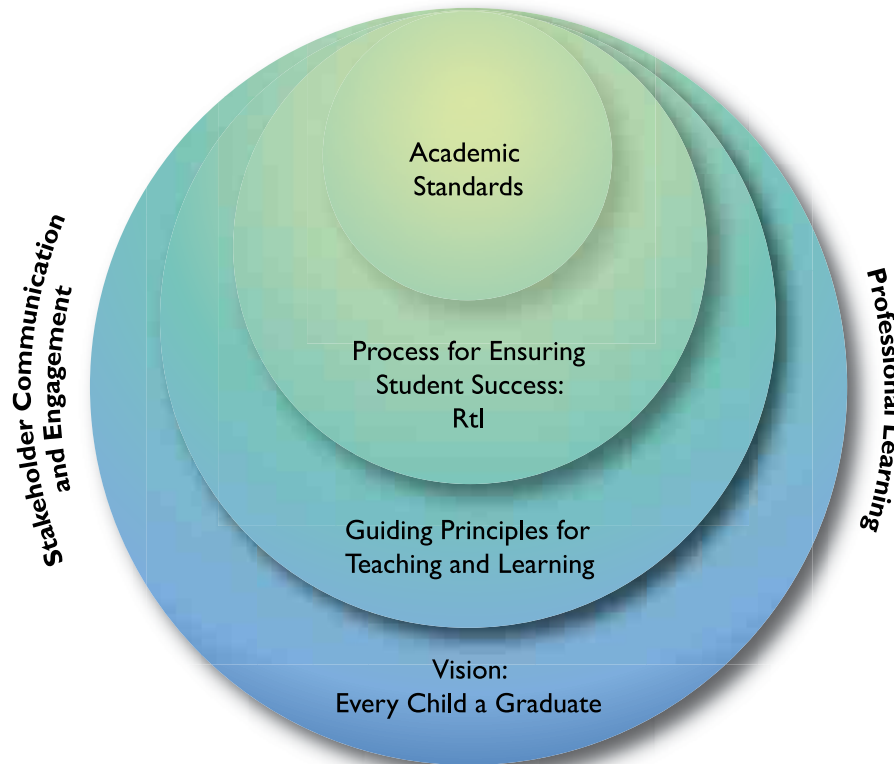 Academic
Standards
Stakeholder Communication
and Engagement
Professional Learning
Process for Ensuring
Student Success:
RtI
Guiding Principles for
Teaching and Learning
Vision:
Every Child a Graduate